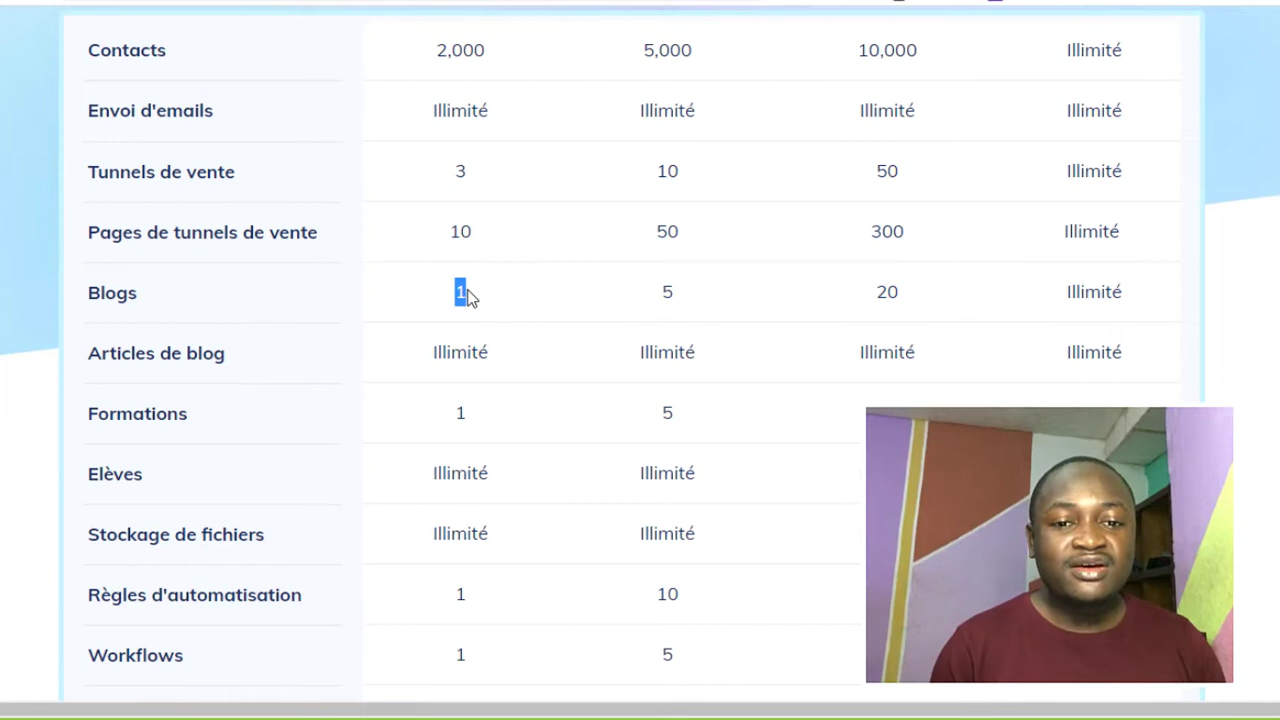 Contacts 2,000 5,000 10,000 Illimité
Envoi d'emails Illimité Illimité Illimité Illimité
Tunnels de vente 3 10 50 Illimité
Pages de tunnels de vente 10 50 300 Illimité
Blogs 1 5 20 Illimité
Articles de blog Illimité Illimité Illimité Illimité
Formations 1 5
Elèves Illimité Illimité
Stockage de fichiers Illimité Illimité
Règles d'automatisation 1 10
Workflows 1 5